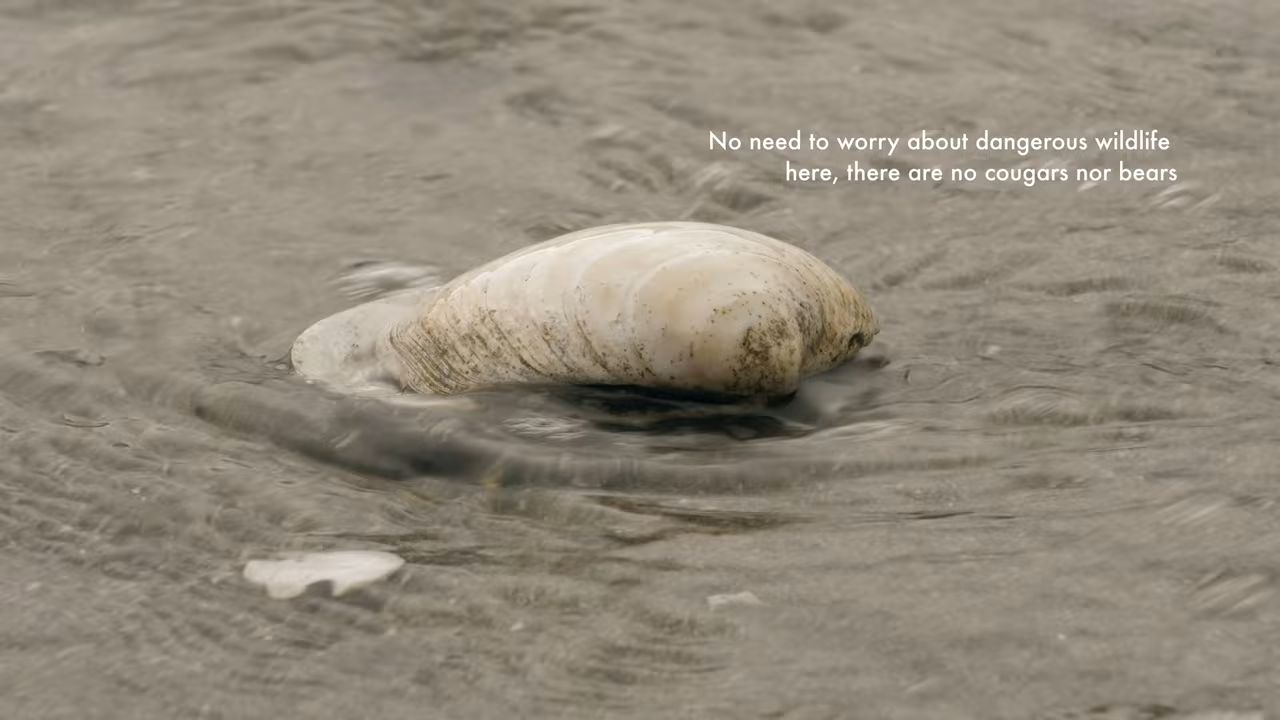 No need to worry about dangerous wildlife
here, there are no cougars nor bears